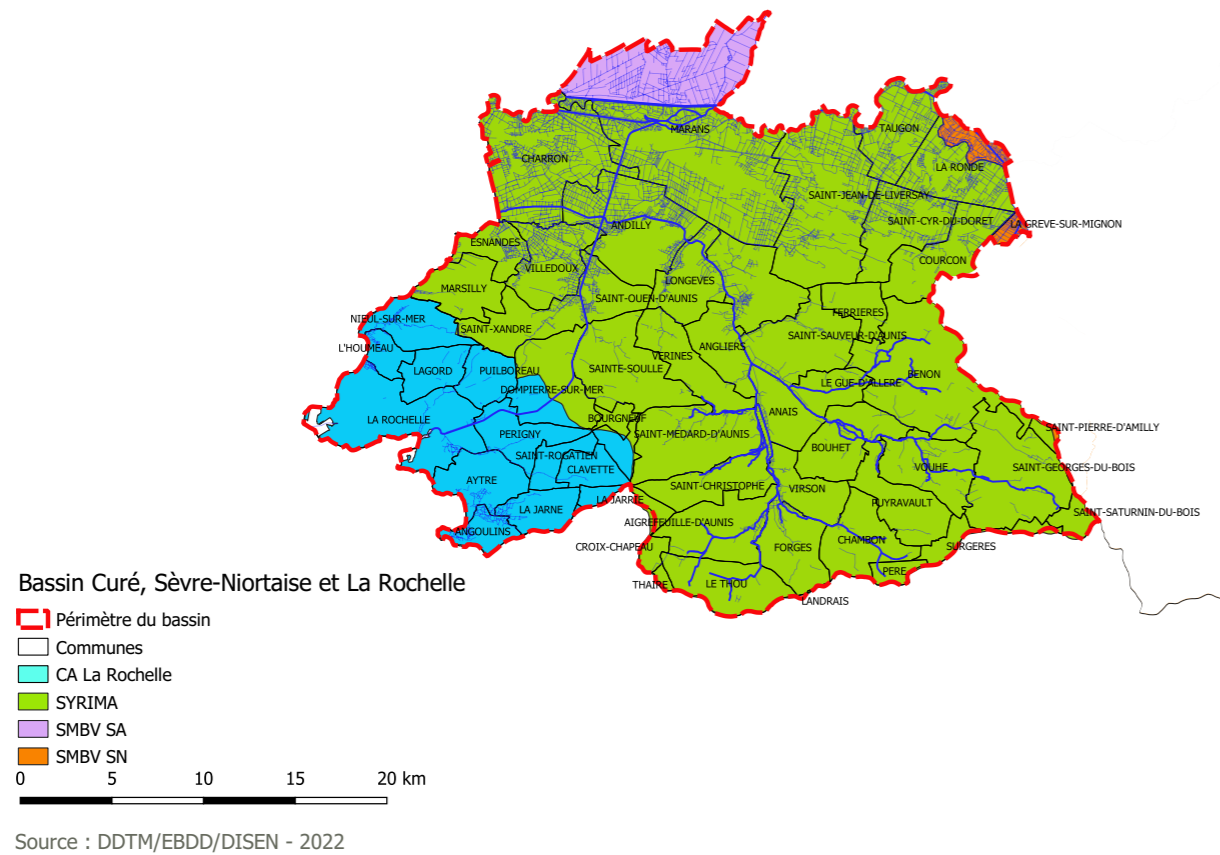 MARANS
TAUGON
CHARRON
LA RONDE
SAINT-JEAN-DE-LIVERSAY
SAINT-CYR-DU-DORET
LA GREVE-SUR-MIGNON
ANDILLY
ESNANDES
COURCON
VILLEDOUX
LONGEVES
MARSILLY
SAINT-OUEN-D'AUNIS
FERRIERES
NIEUL-SUR-MER
SAINT-XANDRE
SAINT-SAUVEUR-D'AUNIS
L'HOUMEAU
ANGLIERS
VERINES
LAGORD
PUILBOREAU
SAINTE-SOULLE
BENON
LE GUE-D'ALLERE
DOMPIERRE-SUR-MER
ANAIS
LA ROCHELLE
BOURGNEUF
SAINT-PIERRE-D'AMILLY
PERIGNY
SAINT-MEDARD-D'AUNIS
BOUHET
SAINT-ROGATIEN
CLAVETTE
VOUHE
SAINT-GEORGES-DU-BOIS
AYTRE
SAINT-CHRISTOPHE
VIRSON
LA JARRIE
PUYRAVAULT
LA JARNE
SAINT-SATURNIN-DU-BOIS
AIGREFEUILLE-D'AUNIS
ANGOULINS
CHAMBON
CROIX-CHAPEAU
FORGES
SURGERES
PERE
THAIRE
LE THOU
LANDRAIS
Bassin Curé, Sèvre-Niortaise et La Rochelle
Périmètre du bassin
Communes
CA La Rochelle
SYRIMA
SMBV SA
SMBV SN
0 5 10 15 20 km
Source : DDTM/EBDD/DISEN - 2022